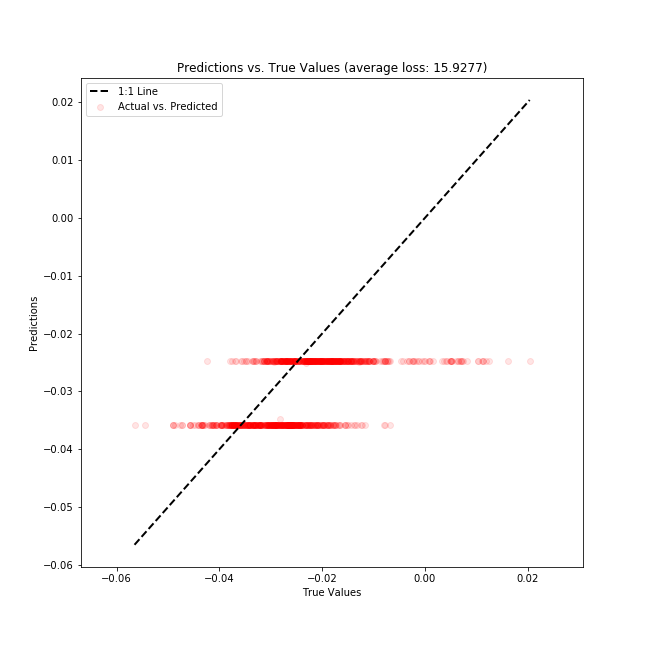 Predictions vs. True Values (average loss: 15.9277)
1:1 Line
Actual vs. Predicted
0.02
0.01
0.00
−0.01
−0.02
−0.03
−0.04
−0.05
−0.06
Predictions
−0.06 −0.04 −0.02 0.00 0.02
True Values